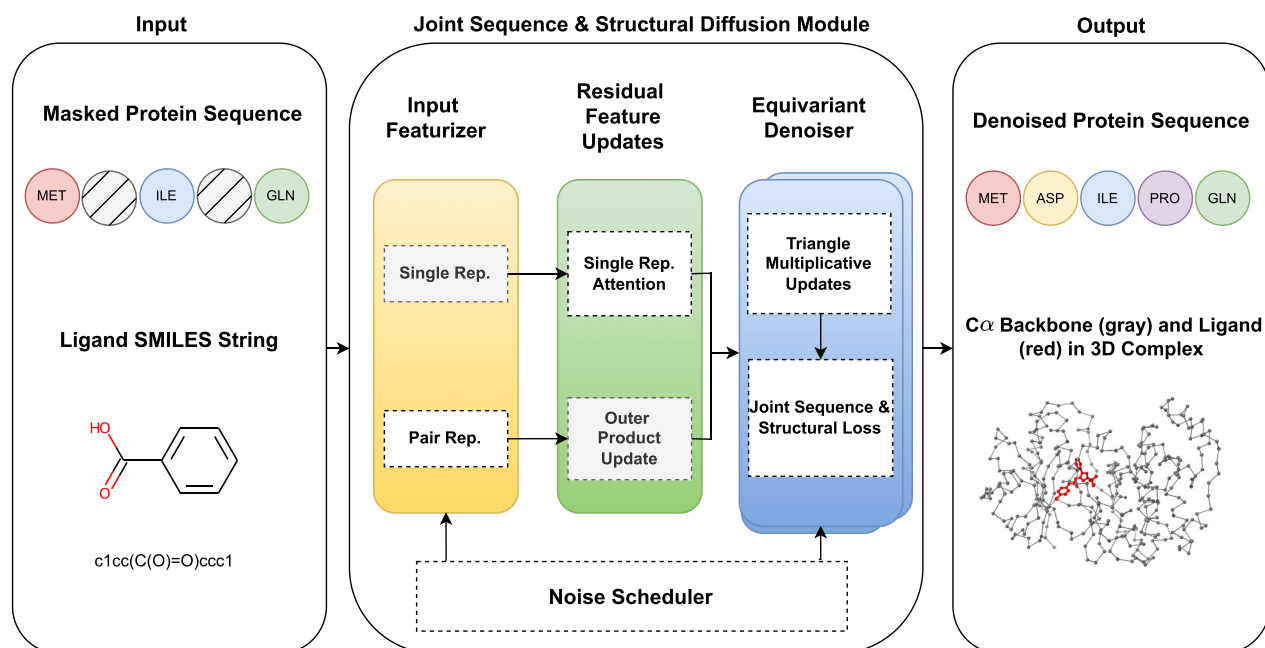 Input
Masked Protein Sequence
MET
ILE
GLN
Ligand SMILES String
HO
O
c1cc(C(O)=O)ccc1
Joint Sequence & Structural Diffusion Module
Input
Featurizer
Single Rep.
Pair Rep.
Residual
Feature
Updates
Single Rep.
Attention
Outer
Product
Update
Equivariant
Denoiser
Triangle
Multiplicative
Updates
Joint Sequence &
Structural Loss
Noise Scheduler
Output
Denoised Protein Sequence
MET
ASP
ILE
PRO
GLN
Cα Backbone (gray) and Ligand
(red) in 3D Complex